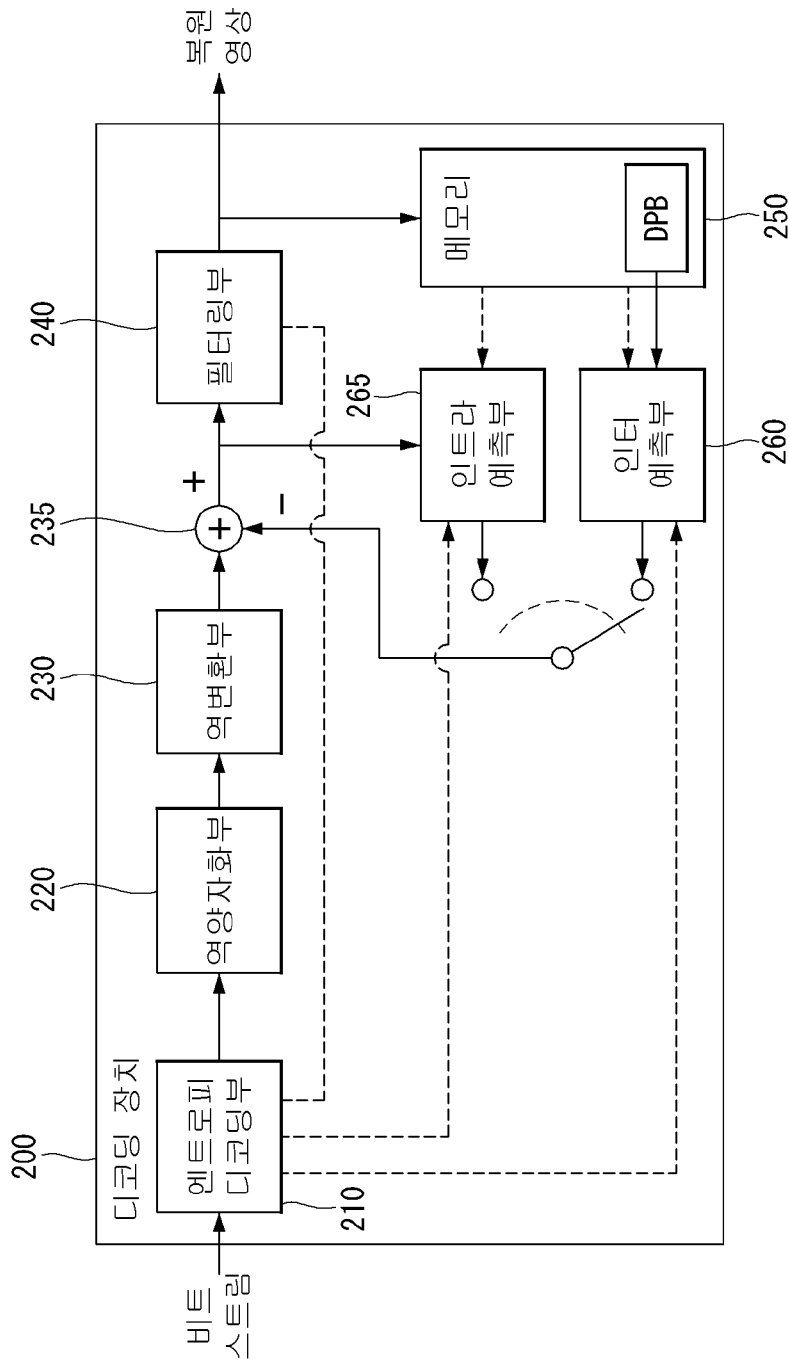 200
디코딩 장치
비트
스트림
엔트로피
디코딩부
210
220
역양자화부
230
역변환부
235
+
+
-
240
필터링부
복원
영상
265
인트라
예측부
인터
예측부
260
메모리
DPB
250